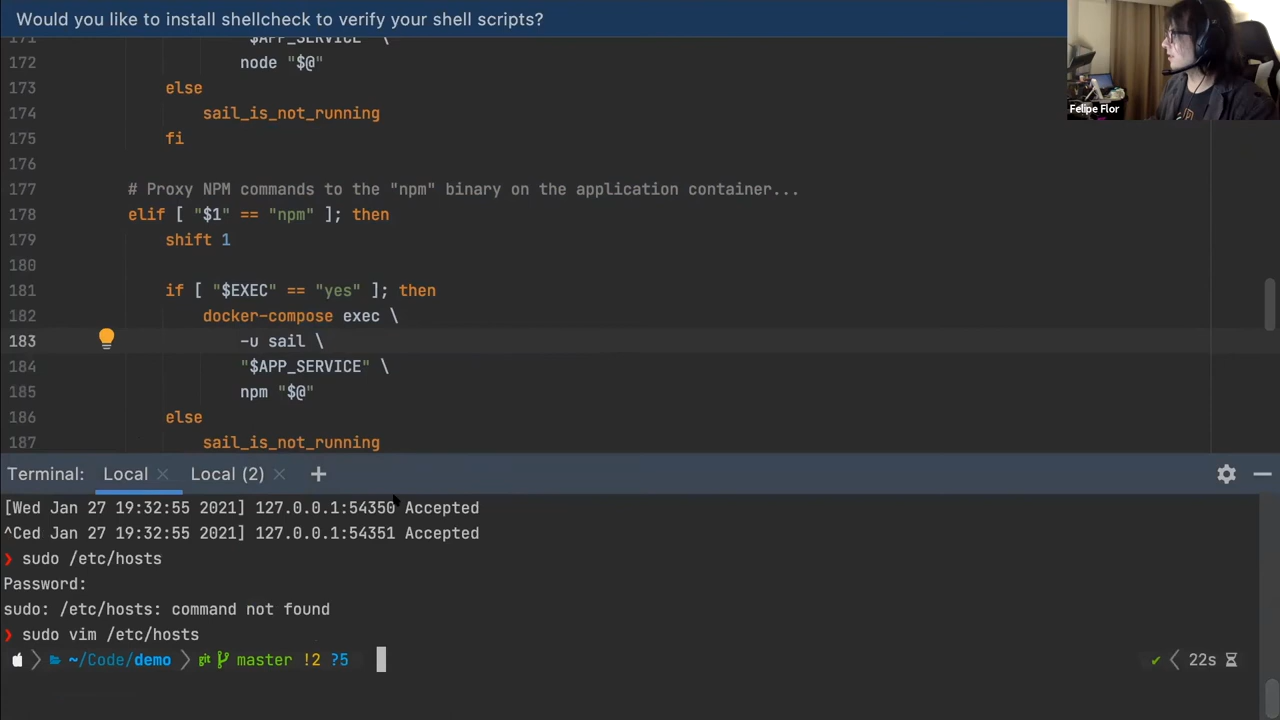 Would you like to install shellcheck to verify your shell scripts?
171 "$APP_SERVICE" \
172 node "$@"
173 else
174 sail_is_not_running
175 fi
176
177 # Proxy NPM commands to the "npm" binary on the application container...
178 elif [ "$1" == "npm" ]; then
179 shift 1
180
181 if [ "$EXEC" == "yes" ]; then
182 docker-compose exec \
183 -u sail \
184 "$APP_SERVICE" \
185 npm "$@"
186 else
187 sail_is_not_running
Felipe Flor
Terminal: Local Local (2)
[Wed Jan 27 19:32:55 2021] 127.0.0.1:54350 Accepted
^Ced Jan 27 19:32:55 2021] 127.0.0.1:54351 Accepted
❯ sudo /etc/hosts
Password:
sudo: /etc/hosts: command not found
❯ sudo vim /etc/hosts
~/Code/demo git master !2 ?5 ✔ 22s